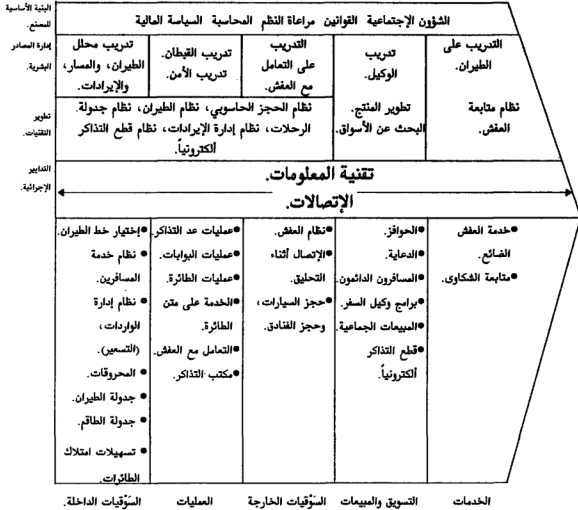 البنية الأساسية
للمصنع.
الشؤون الإجتماعية القوانين مراعاة النظم المحاسبة السياسة المالية
إدارة المصادر
البشرية.
تدريب محلل
الطيران، والمسار،
والإيرادات.
تدريب القبطان.
تدريب الأمن.
التدريب
على التعامل
مع العفش.
تدريب
الوكيل.
التدريب على
الطيران.
تطوير
التقنيات.
نظام الحجز الحاسوبي، نظام الطيران، نظام جدولة.
الرحلات، نظام إدارة الإيرادات، نظام قطع التذاكر
ألكترونياً.
تطوير المنتج.
البحث عن الأسواق.
نظام متابعة
العفش.
التدابير
الإجرائية.
تقنية المعلومات.
الإتصالات.
●إختيار خط الطيران.
● نظام خدمة
المسافرين.
● نظام إدارة
الواردات،
(التسعير).
● المحروقات.
● جدولة الطيران.
● جدولة الطاقم.
● تسهيلات امتلاك
الطائرات.
●عمليات عد التذاكر.
●عمليات البوابات.
●عمليات الطائرة.
●الخدمة على متن
الطائرة.
●التعامل مع العفش.
●مكتب التذاكر.
●نظام العفش.
●الإتصال أثناء
التحليق.
●حجز السيارات،
وحجز الفنادق.
●الحوافز.
●الدعاية.
●المسافرون الدائمون.
●برامج وكيل السفر.
●المبيعات الجماعية.
●قطع التذاكر
ألكترونياً.
●خدمة العفش
الضائع.
●متابعة الشكاوى.
السَوْقيات الداخلة.
العمليات
السَوْقيات الخارجة
التسويق والمبيعات
الخدمات